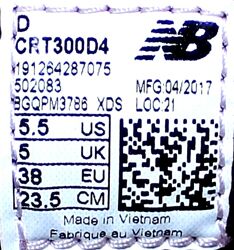 D
CRT300D4
NB
191264287075
502083 MFG:04/2017
BGQPM3786 XDS LOC:21
5.5 US
5 UK
38 EU
23.5 CM
Made in Vietnam
Fabriqué au Vietnam